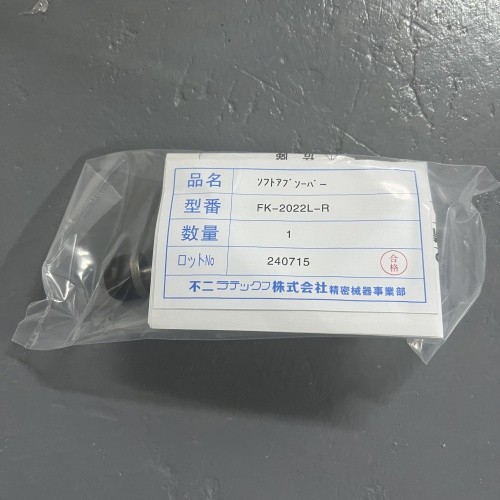 品名 ｿﾌﾄｱﾌﾞｿｰﾊﾞｰ
型番 FK-2022L-R
数量 1
ロット№ 240715 合格
不二ラテックス株式会社 精密械器事業部